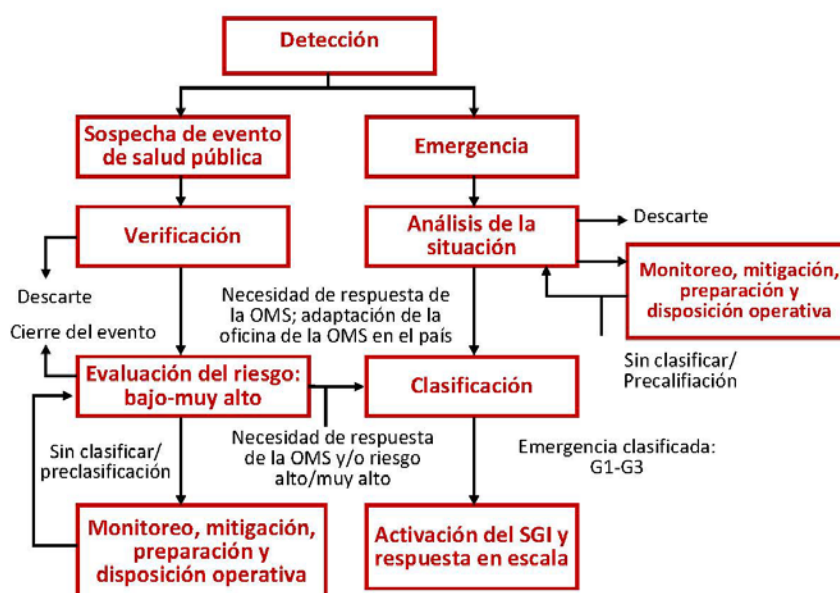 Detección
Sospecha de evento
de salud pública
Emergencia
Verificación
Análisis de la
situación
Descarte
Monitoreo, mitigación,
preparación y
disposición operativa
Descarte
Necesidad de respuesta de
la OMS; adaptación de la
oficina de la OMS en el país
Cierre del evento
Sin clasificar/
Precalifiación
Evaluación del riesgo:
bajo-muy alto
Clasificación
Sin clasificar/
preclasificación
Necesidad de respuesta
de la OMS y/o riesgo
alto/muy alto
Emergencia clasificada:
G1-G3
Monitoreo, mitigación,
preparación y
disposición operativa
Activación del SGI y
respuesta en escala